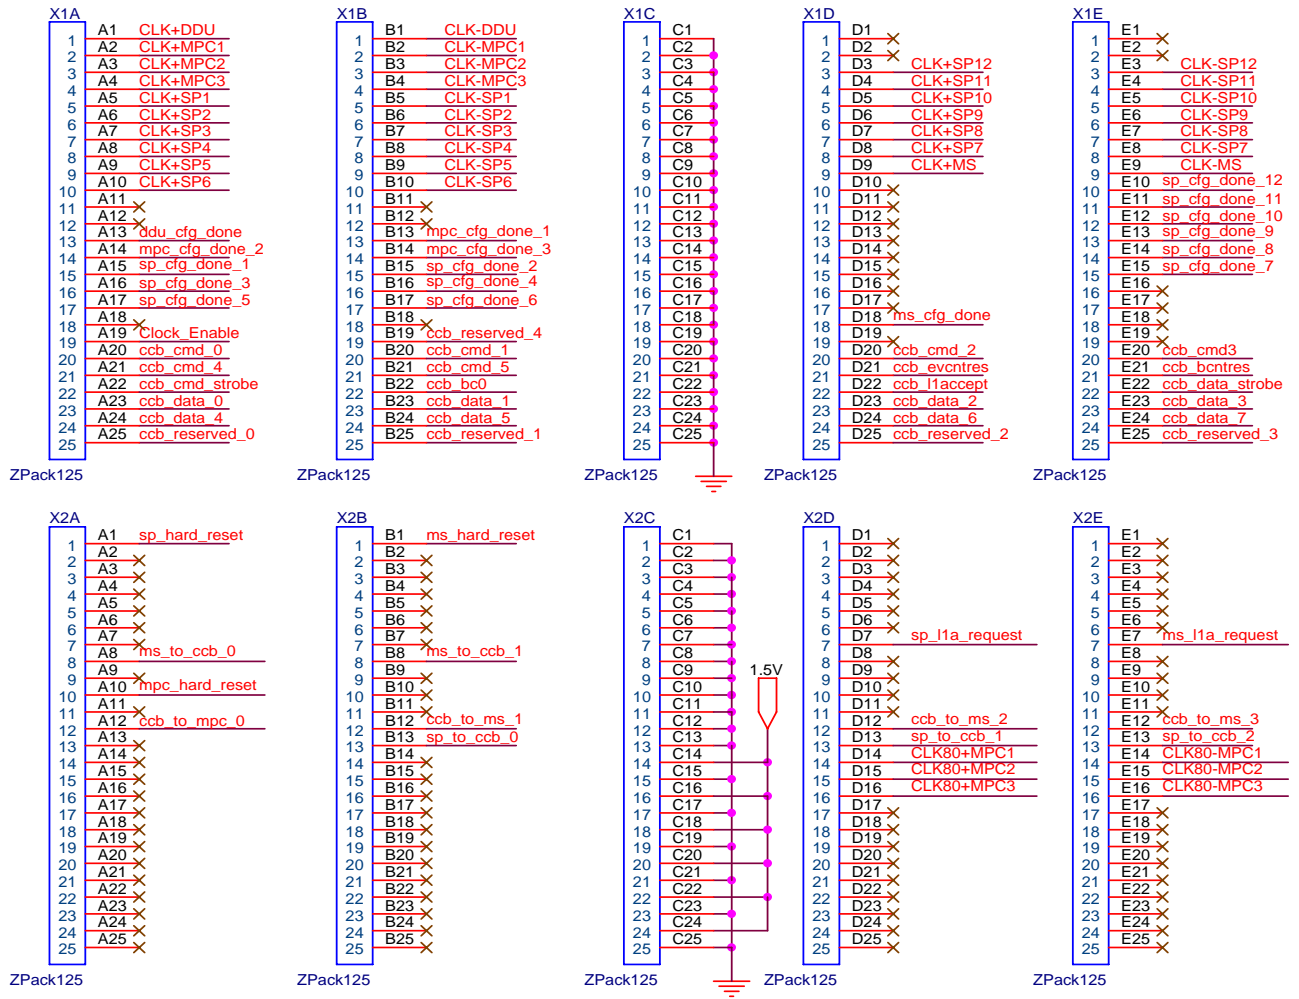 X1A
1 A1 CLK+DDU
2 A2 CLK+MPC1
3 A3 CLK+MPC2
4 A4 CLK+MPC3
5 A5 CLK+SP1
6 A6 CLK+SP2
7 A7 CLK+SP3
8 A8 CLK+SP4
9 A9 CLK+SP5
10 A10 CLK+SP6
11 A11
12 A12
13 A13 ddu_cfg_done
14 A14 mpc_cfg_done_2
15 A15 sp_cfg_done_1
16 A16 sp_cfg_done_3
17 A17 sp_cfg_done_5
18 A18
19 A19 Clock_Enable
20 A20 ccb_cmd_0
21 A21 ccb_cmd_4
22 A22 ccb_cmd_strobe
23 A23 ccb_data_0
24 A24 ccb_data_4
25 A25 ccb_reserved_0
ZPack125
X1B
1 B1 CLK-DDU
2 B2 CLK-MPC1
3 B3 CLK-MPC2
4 B4 CLK-MPC3
5 B5 CLK-SP1
6 B6 CLK-SP2
7 B7 CLK-SP3
8 B8 CLK-SP4
9 B9 CLK-SP5
10 B10 CLK-SP6
11 B11
12 B12
13 B13 mpc_cfg_done_1
14 B14 mpc_cfg_done_3
15 B15 sp_cfg_done_2
16 B16 sp_cfg_done_4
17 B17 sp_cfg_done_6
18 B18
19 B19 ccb_reserved_4
20 B20 ccb_cmd_1
21 B21 ccb_cmd_5
22 B22 ccb_bc0
23 B23 ccb_data_1
24 B24 ccb_data_5
25 B25 ccb_reserved_1
ZPack125
X1C
1 C1
2 C2
3 C3
4 C4
5 C5
6 C6
7 C7
8 C8
9 C9
10 C10
11 C11
12 C12
13 C13
14 C14
15 C15
16 C16
17 C17
18 C18
19 C19
20 C20
21 C21
22 C22
23 C23
24 C24
25 C25
ZPack125
X1D
1 D1
2 D2
3 D3 CLK+SP12
4 D4 CLK+SP11
5 D5 CLK+SP10
6 D6 CLK+SP9
7 D7 CLK+SP8
8 D8 CLK+SP7
9 D9 CLK+MS
10 D10
11 D11
12 D12
13 D13
14 D14
15 D15
16 D16
17 D17
18 D18 ms_cfg_done
19 D19
20 D20 ccb_cmd_2
21 D21 ccb_evcntres
22 D22 ccb_l1accept
23 D23 ccb_data_2
24 D24 ccb_data_6
25 D25 ccb_reserved_2
ZPack125
X1E
1 E1
2 E2
3 E3 CLK-SP12
4 E4 CLK-SP11
5 E5 CLK-SP10
6 E6 CLK-SP9
7 E7 CLK-SP8
8 E8 CLK-SP7
9 E9 CLK-MS
10 E10 sp_cfg_done_12
11 E11 sp_cfg_done_11
12 E12 sp_cfg_done_10
13 E13 sp_cfg_done_9
14 E14 sp_cfg_done_8
15 E15 sp_cfg_done_7
16 E16
17 E17
18 E18
19 E19
20 E20 ccb_cmd3
21 E21 ccb_bcntres
22 E22 ccb_data_strobe
23 E23 ccb_data_3
24 E24 ccb_data_7
25 E25 ccb_reserved_3
ZPack125
X2A
1 A1 sp_hard_reset
2 A2
3 A3
4 A4
5 A5
6 A6
7 A7
8 A8 ms_to_ccb_0
9 A9
10 A10 mpc_hard_reset
11 A11
12 A12 ccb_to_mpc_0
13 A13
14 A14
15 A15
16 A16
17 A17
18 A18
19 A19
20 A20
21 A21
22 A22
23 A23
24 A24
25 A25
ZPack125
X2B
1 B1 ms_hard_reset
2 B2
3 B3
4 B4
5 B5
6 B6
7 B7
8 B8 ms_to_ccb_1
9 B9
10 B10
11 B11
12 B12 ccb_to_ms_1
13 B13 sp_to_ccb_0
14 B14
15 B15
16 B16
17 B17
18 B18
19 B19
20 B20
21 B21
22 B22
23 B23
24 B24
25 B25
ZPack125
X2C
1 C1
2 C2
3 C3
4 C4
5 C5
6 C6
7 C7
8 C8
9 C9
10 C10
11 C11
12 C12
13 C13
14 C14
15 C15
16 C16
17 C17
18 C18
19 C19
20 C20
21 C21
22 C22
23 C23
24 C24
25 C25
1.5V
ZPack125
X2D
1 D1
2 D2
3 D3
4 D4
5 D5
6 D6
7 D7 sp_l1a_request
8 D8
9 D9
10 D10
11 D11
12 D12 ccb_to_ms_2
13 D13 sp_to_ccb_1
14 D14 CLK80+MPC1
15 D15 CLK80+MPC2
16 D16 CLK80+MPC3
17 D17
18 D18
19 D19
20 D20
21 D21
22 D22
23 D23
24 D24
25 D25
ZPack125
X2E
1 E1
2 E2
3 E3
4 E4
5 E5
6 E6
7 E7 ms_l1a_request
8 E8
9 E9
10 E10
11 E11
12 E12 ccb_to_ms_3
13 E13 sp_to_ccb_2
14 E14 CLK80-MPC1
15 E15 CLK80-MPC2
16 E16 CLK80-MPC3
17 E17
18 E18
19 E19
20 E20
21 E21
22 E22
23 E23
24 E24
25 E25
ZPack125